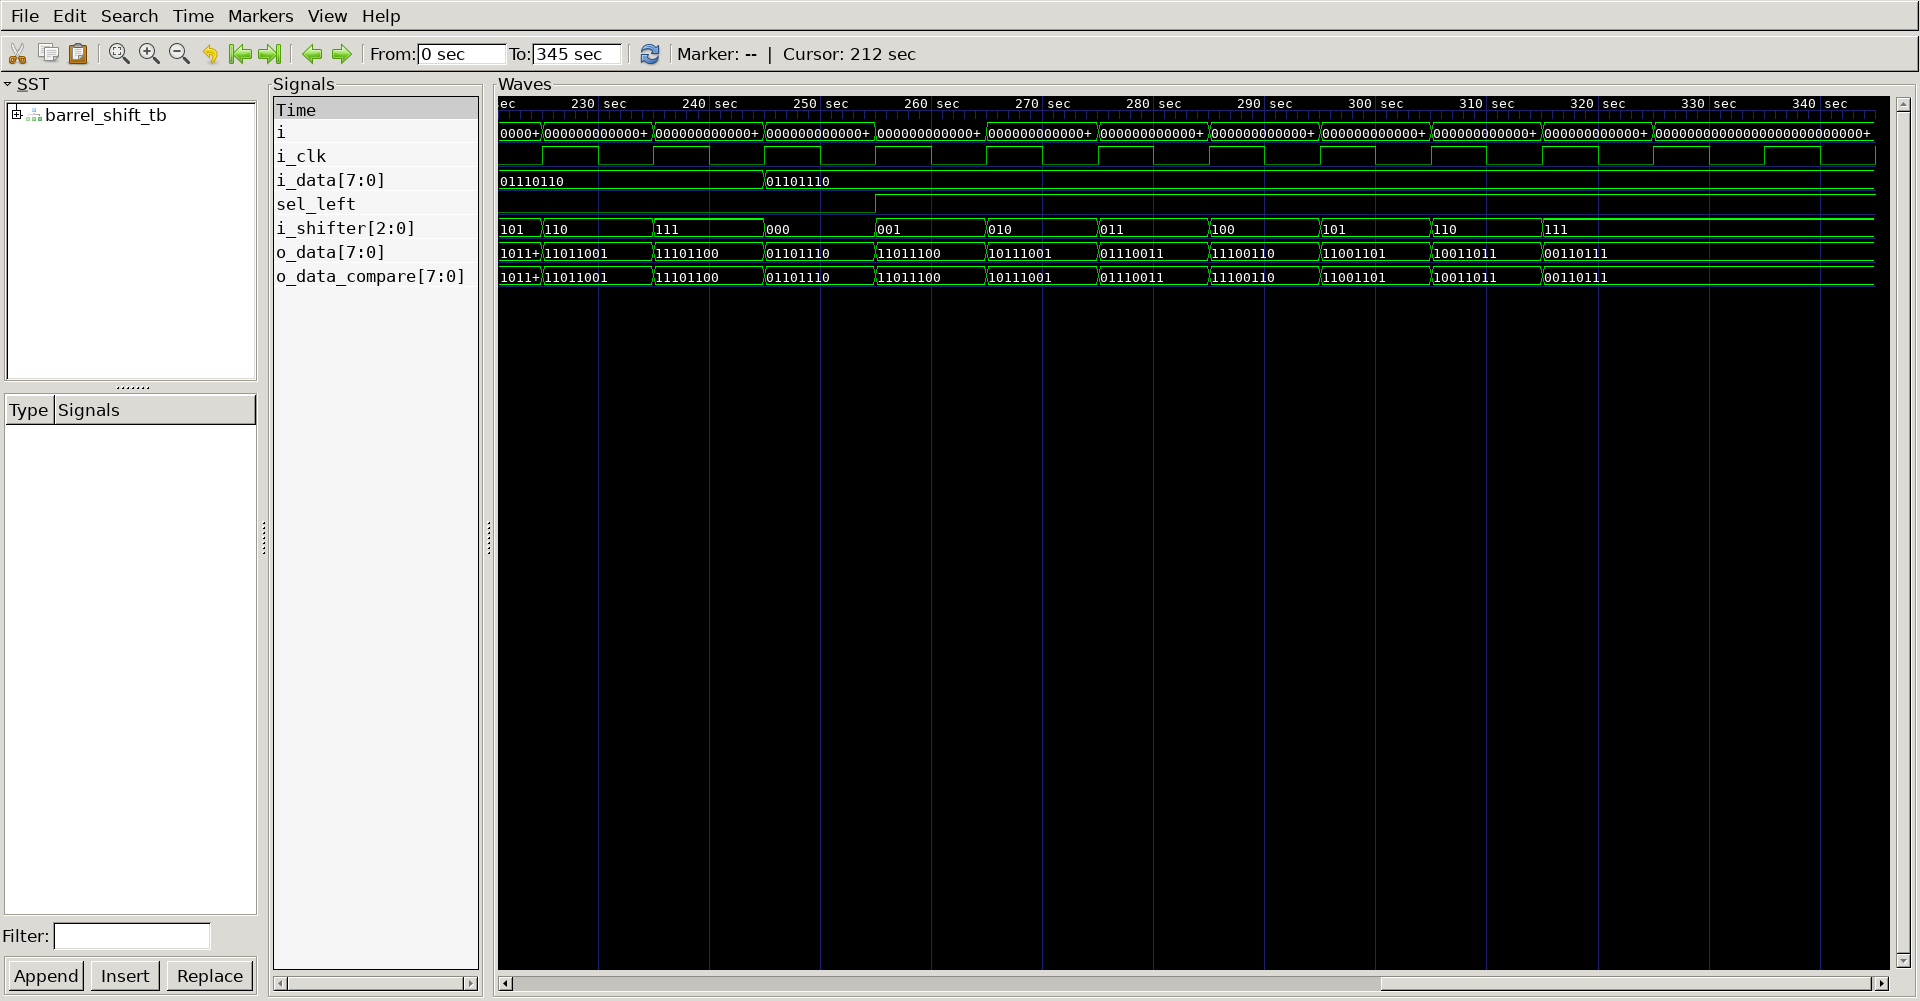 File Edit Search Time Markers View Help
From: 0 sec To: 345 sec Marker: -- | Cursor: 212 sec
SST
barrel_shift_tb
Type Signals
Filter:
Append Insert Replace
Signals
Time
i
i_clk
i_data[7:0]
sel_left
i_shifter[2:0]
o_data[7:0]
o_data_compare[7:0]
Waves
ec 230 sec 240 sec 250 sec 260 sec 270 sec 280 sec 290 sec 300 sec 310 sec 320 sec 330 sec 340 sec
0000+ 000000000000+ 000000000000+ 000000000000+ 000000000000+ 000000000000+ 000000000000+ 000000000000+ 000000000000+ 000000000000+ 000000000000+ 00000000000000000000000000+
01110110 01101110
101 110 111 000 001 010 011 100 101 110 111
1011+ 11011001 11101100 01101110 11011100 10111001 01110011 11100110 11001101 10011011 00110111
1011+ 11011001 11101100 01101110 11011100 10111001 01110011 11100110 11001101 10011011 00110111